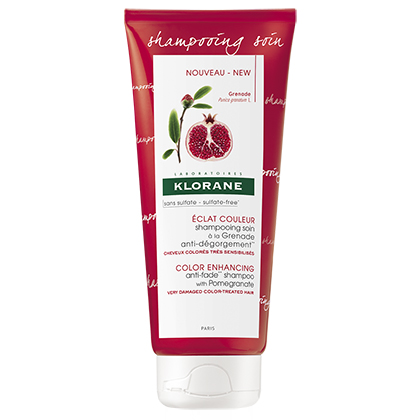 shampooing soin
NOUVEAU - NEW
Grenade
Punica granatum L.
LABORATOIRES
KLORANE
sans sulfate - sulfate-free*
ÉCLAT COULEUR
shampooing soin
à la Grenade
anti-dégorgement**
CHEVEUX COLORÉS TRÈS SENSIBILISÉS
COLOR ENHANCING
anti-fade** shampoo
with Pomegranate
VERY DAMAGED COLOR-TREATED HAIR
PARIS